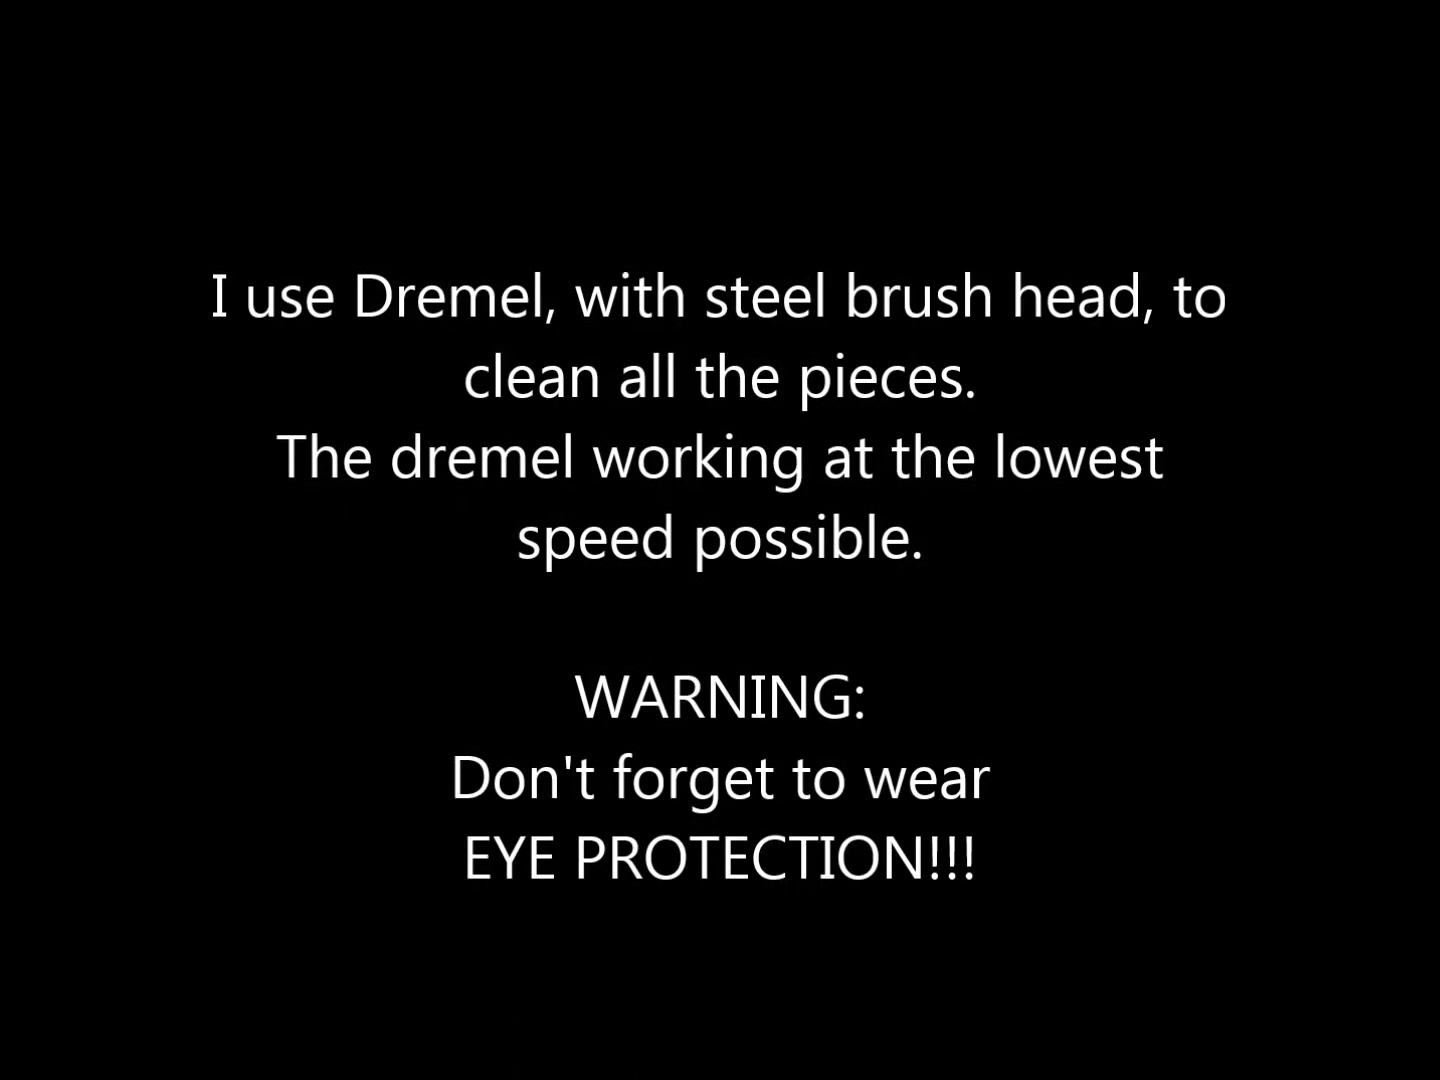 I use Dremel, with steel brush head, to
clean all the pieces.
The dremel working at the lowest
speed possible.
WARNING:
Don't forget to wear
EYE PROTECTION!!!